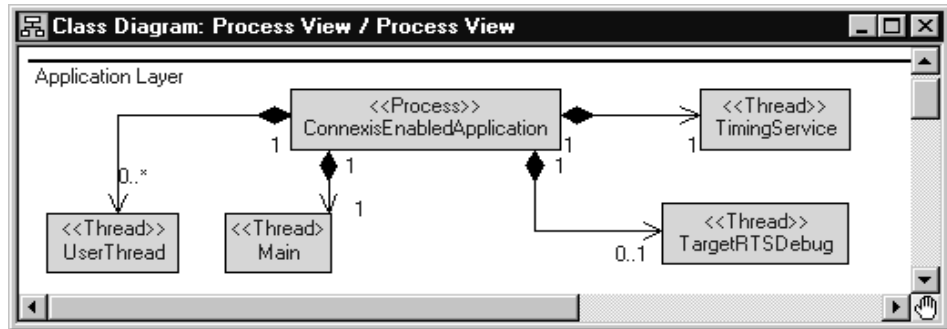 Class Diagram: Process View / Process View
Application Layer
<<Process>>
ConnexisEnabledApplication
<<Thread>>
TimingService
1
1
1
1
1
0..*
1
<<Thread>>
UserThread
<<Thread>
Main
<<Thread>>
TargetRTSDebug
0..1